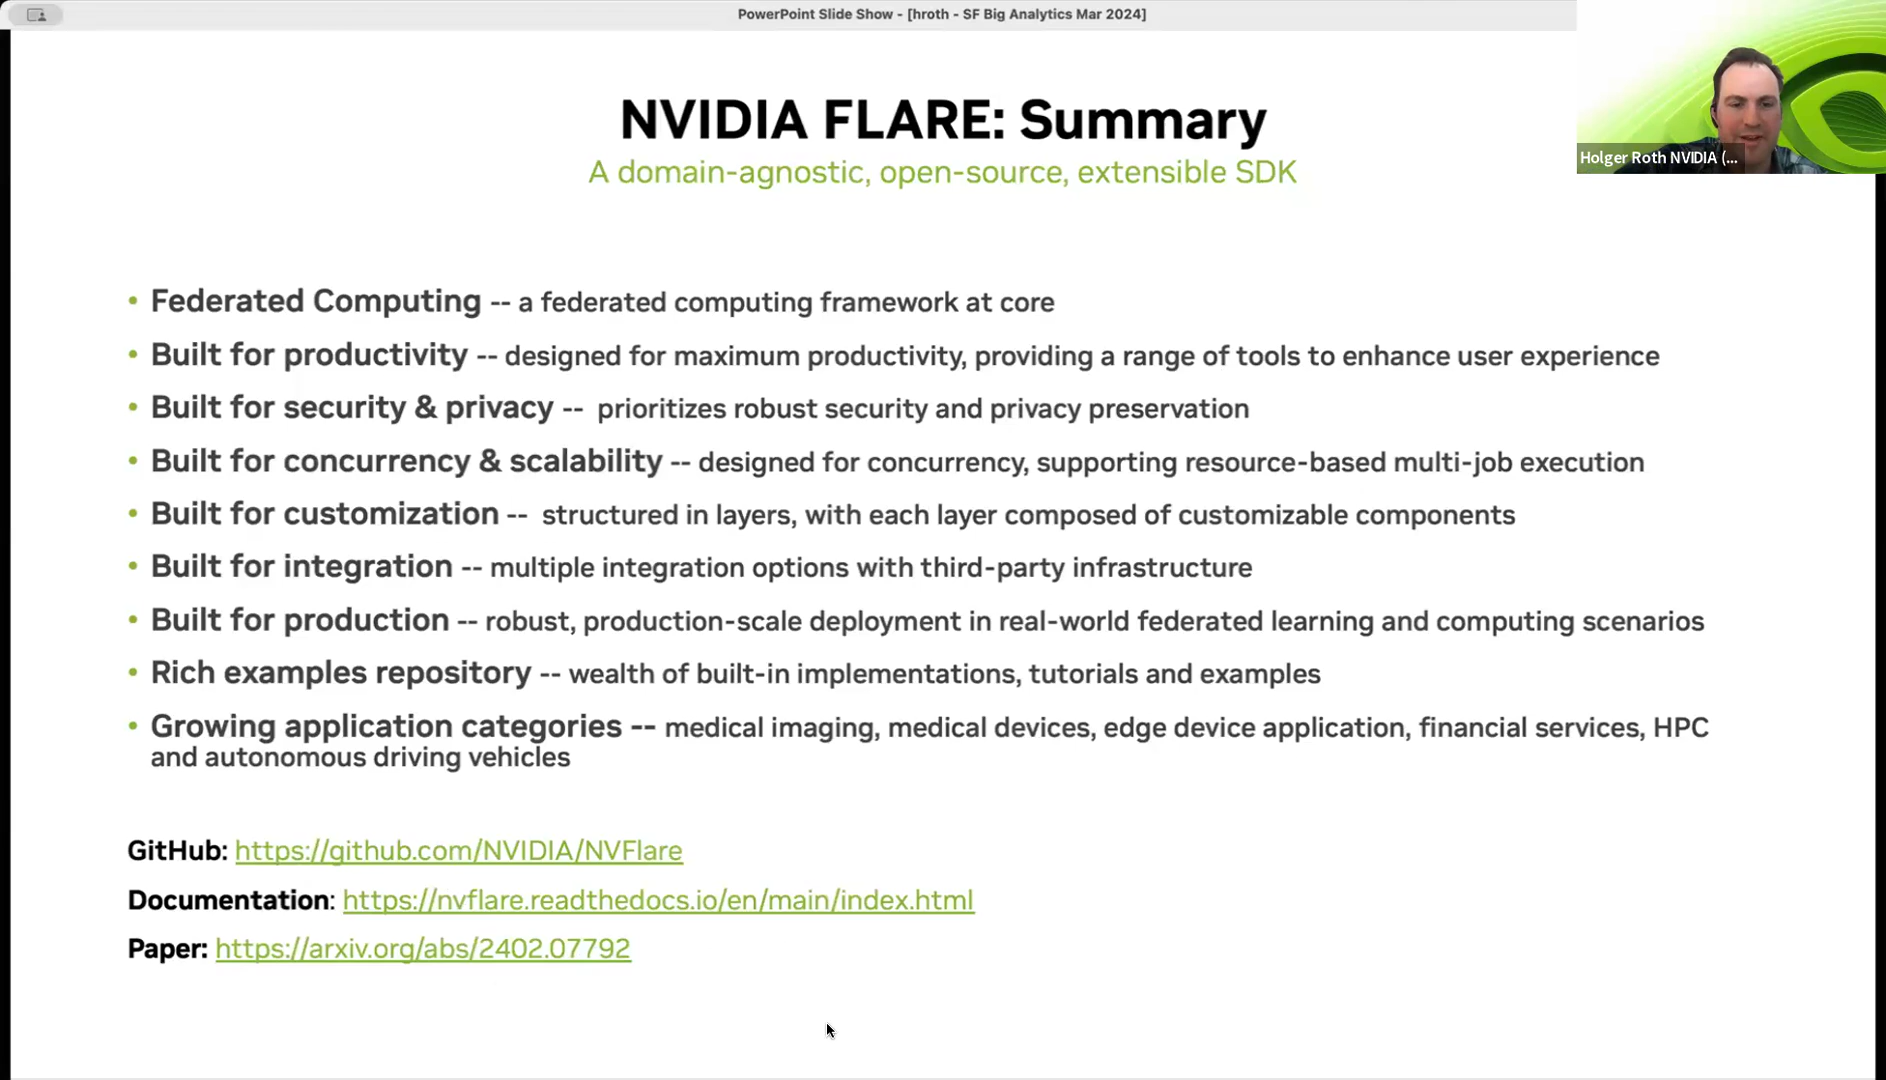 PowerPoint Slide Show - [hroth - SF Big Analytics Mar 2024]
Holger Roth NVIDIA (...
NVIDIA FLARE: Summary
A domain-agnostic, open-source, extensible SDK
• Federated Computing -- a federated computing framework at core
• Built for productivity -- designed for maximum productivity, providing a range of tools to enhance user experience
• Built for security & privacy -- prioritizes robust security and privacy preservation
• Built for concurrency & scalability -- designed for concurrency, supporting resource-based multi-job execution
• Built for customization -- structured in layers, with each layer composed of customizable components
• Built for integration -- multiple integration options with third-party infrastructure
• Built for production -- robust, production-scale deployment in real-world federated learning and computing scenarios
• Rich examples repository -- wealth of built-in implementations, tutorials and examples
• Growing application categories -- medical imaging, medical devices, edge device application, financial services, HPC
and autonomous driving vehicles
GitHub: https://github.com/NVIDIA/NVFlare
Documentation: https://nvflare.readthedocs.io/en/main/index.html
Paper: https://arxiv.org/abs/2402.07792